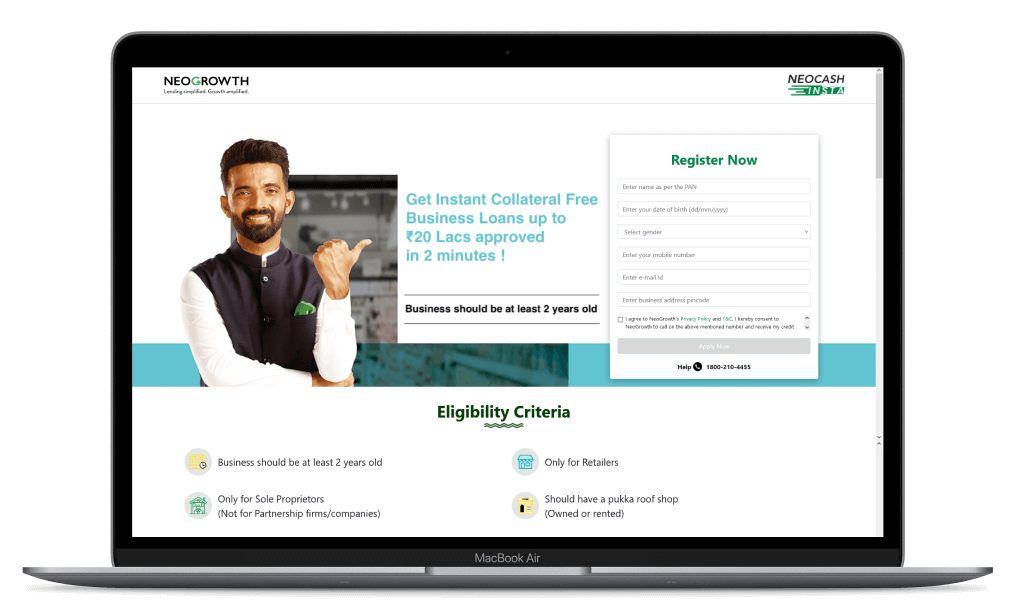 NEOGROWTH
Lending simplified. Growth amplified.
NEOCASH
INSTA
Get Instant Collateral Free
Business Loans up to
₹20 Lacs approved
in 2 minutes !
Business should be at least 2 years old
Register Now
Enter name as per the PAN
Enter your date of birth (dd/mm/yyyy)
Select gender
Enter your mobile number
Enter e-mail Id
Enter business address pincode
I agree to NeoGrowth's Privacy Policy and T&C. I hereby consent to
NeoGrowth to call on the above mentioned number and receive my credit
Apply Now
Help 1800-210-4455
Eligibility Criteria
Business should be at least 2 years old
Only for Retailers
Only for Sole Proprietors
(Not for Partnership firms/companies)
Should have a pukka roof shop
(Owned or rented)
MacBook Air